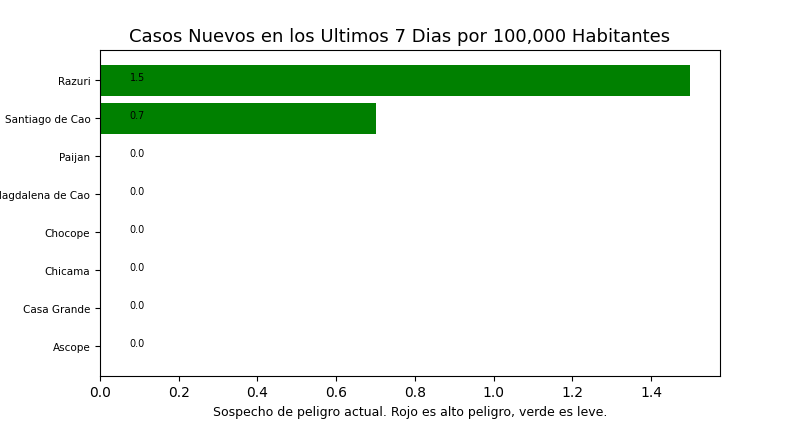 Casos Nuevos en los Ultimos 7 Dias por 100,000 Habitantes
Razuri 1.5
Santiago de Cao 0.7
Paijan 0.0
de Cao 0.0
Chocope 0.0
Chicama 0.0
Casa Grande 0.0
Ascope 0.0
0.0 0.2 0.4 0.6 0.8 1.0 1.2 1.4
Sospecho de peligro actual. Rojo es alto peligro, verde es leve.